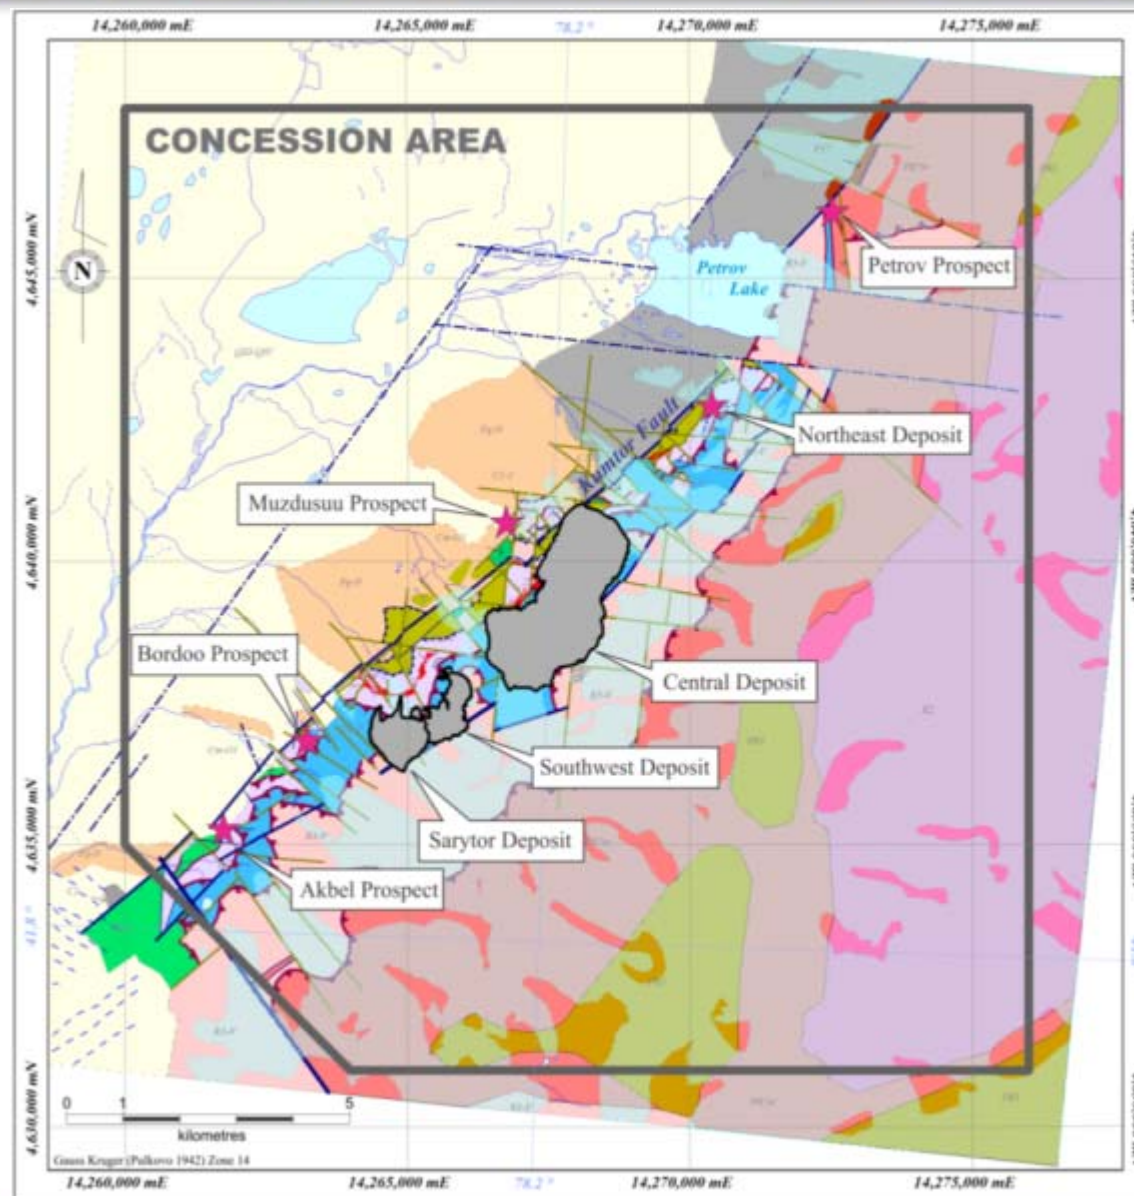 14,260,000 mE
14,265,000 mE
78.2 °
14,270,000 mE
14,275,000 mE
CONCESSION AREA
4,645,000 mN
N
Petrov
Lake
Petrov Prospect
Kumtor Fault
Northeast Deposit
Muzdusuu Prospect
4,640,000 mN
Bordoo Prospect
Central Deposit
Southwest Deposit
Sarytor Deposit
4,635,000 mN
Akbel Prospect
41.8 °
4,630,000 mN
0 1 5
kilometres
Gauss Kruger (Pulkovo 1942) Zone 14
14,260,000 mE
14,265,000 mE
78.2 °
14,270,000 mE
14,275,000 mE